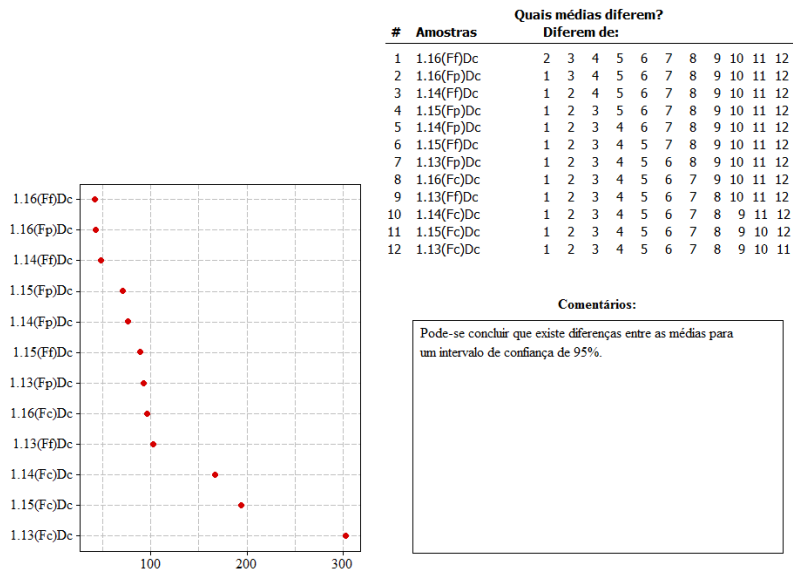 Quais médias diferem?
# Amostras Diferem de:
1 1.16(Ff)Dc 2 3 4 5 6 7 8 9 10 11 12
2 1.16(Fp)Dc 1 3 4 5 6 7 8 9 10 11 12
3 1.14(Ff)Dc 1 2 4 5 6 7 8 9 10 11 12
4 1.15(Fp)Dc 1 2 3 5 6 7 8 9 10 11 12
5 1.14(Fp)Dc 1 2 3 4 6 7 8 9 10 11 12
6 1.15(Ff)Dc 1 2 3 4 5 7 8 9 10 11 12
7 1.13(Fp)Dc 1 2 3 4 5 6 8 9 10 11 12
8 1.16(Fc)Dc 1 2 3 4 5 6 7 9 10 11 12
9 1.13(Ff)Dc 1 2 3 4 5 6 7 8 10 11 12
10 1.14(Fc)Dc 1 2 3 4 5 6 7 8 9 11 12
11 1.15(Fc)Dc 1 2 3 4 5 6 7 8 9 10 12
12 1.13(Fc)Dc 1 2 3 4 5 6 7 8 9 10 11
1.16(Ff)Dc
1.16(Fp)Dc
1.14(Ff)Dc
1.15(Fp)Dc
1.14(Fp)Dc
1.15(Ff)Dc
1.13(Fp)Dc
1.16(Fc)Dc
1.13(Ff)Dc
1.14(Fc)Dc
1.15(Fc)Dc
1.13(Fc)Dc
100 200 300
Comentários:
Pode-se concluir que existe diferenças entre as médias para
um intervalo de confiança de 95%.